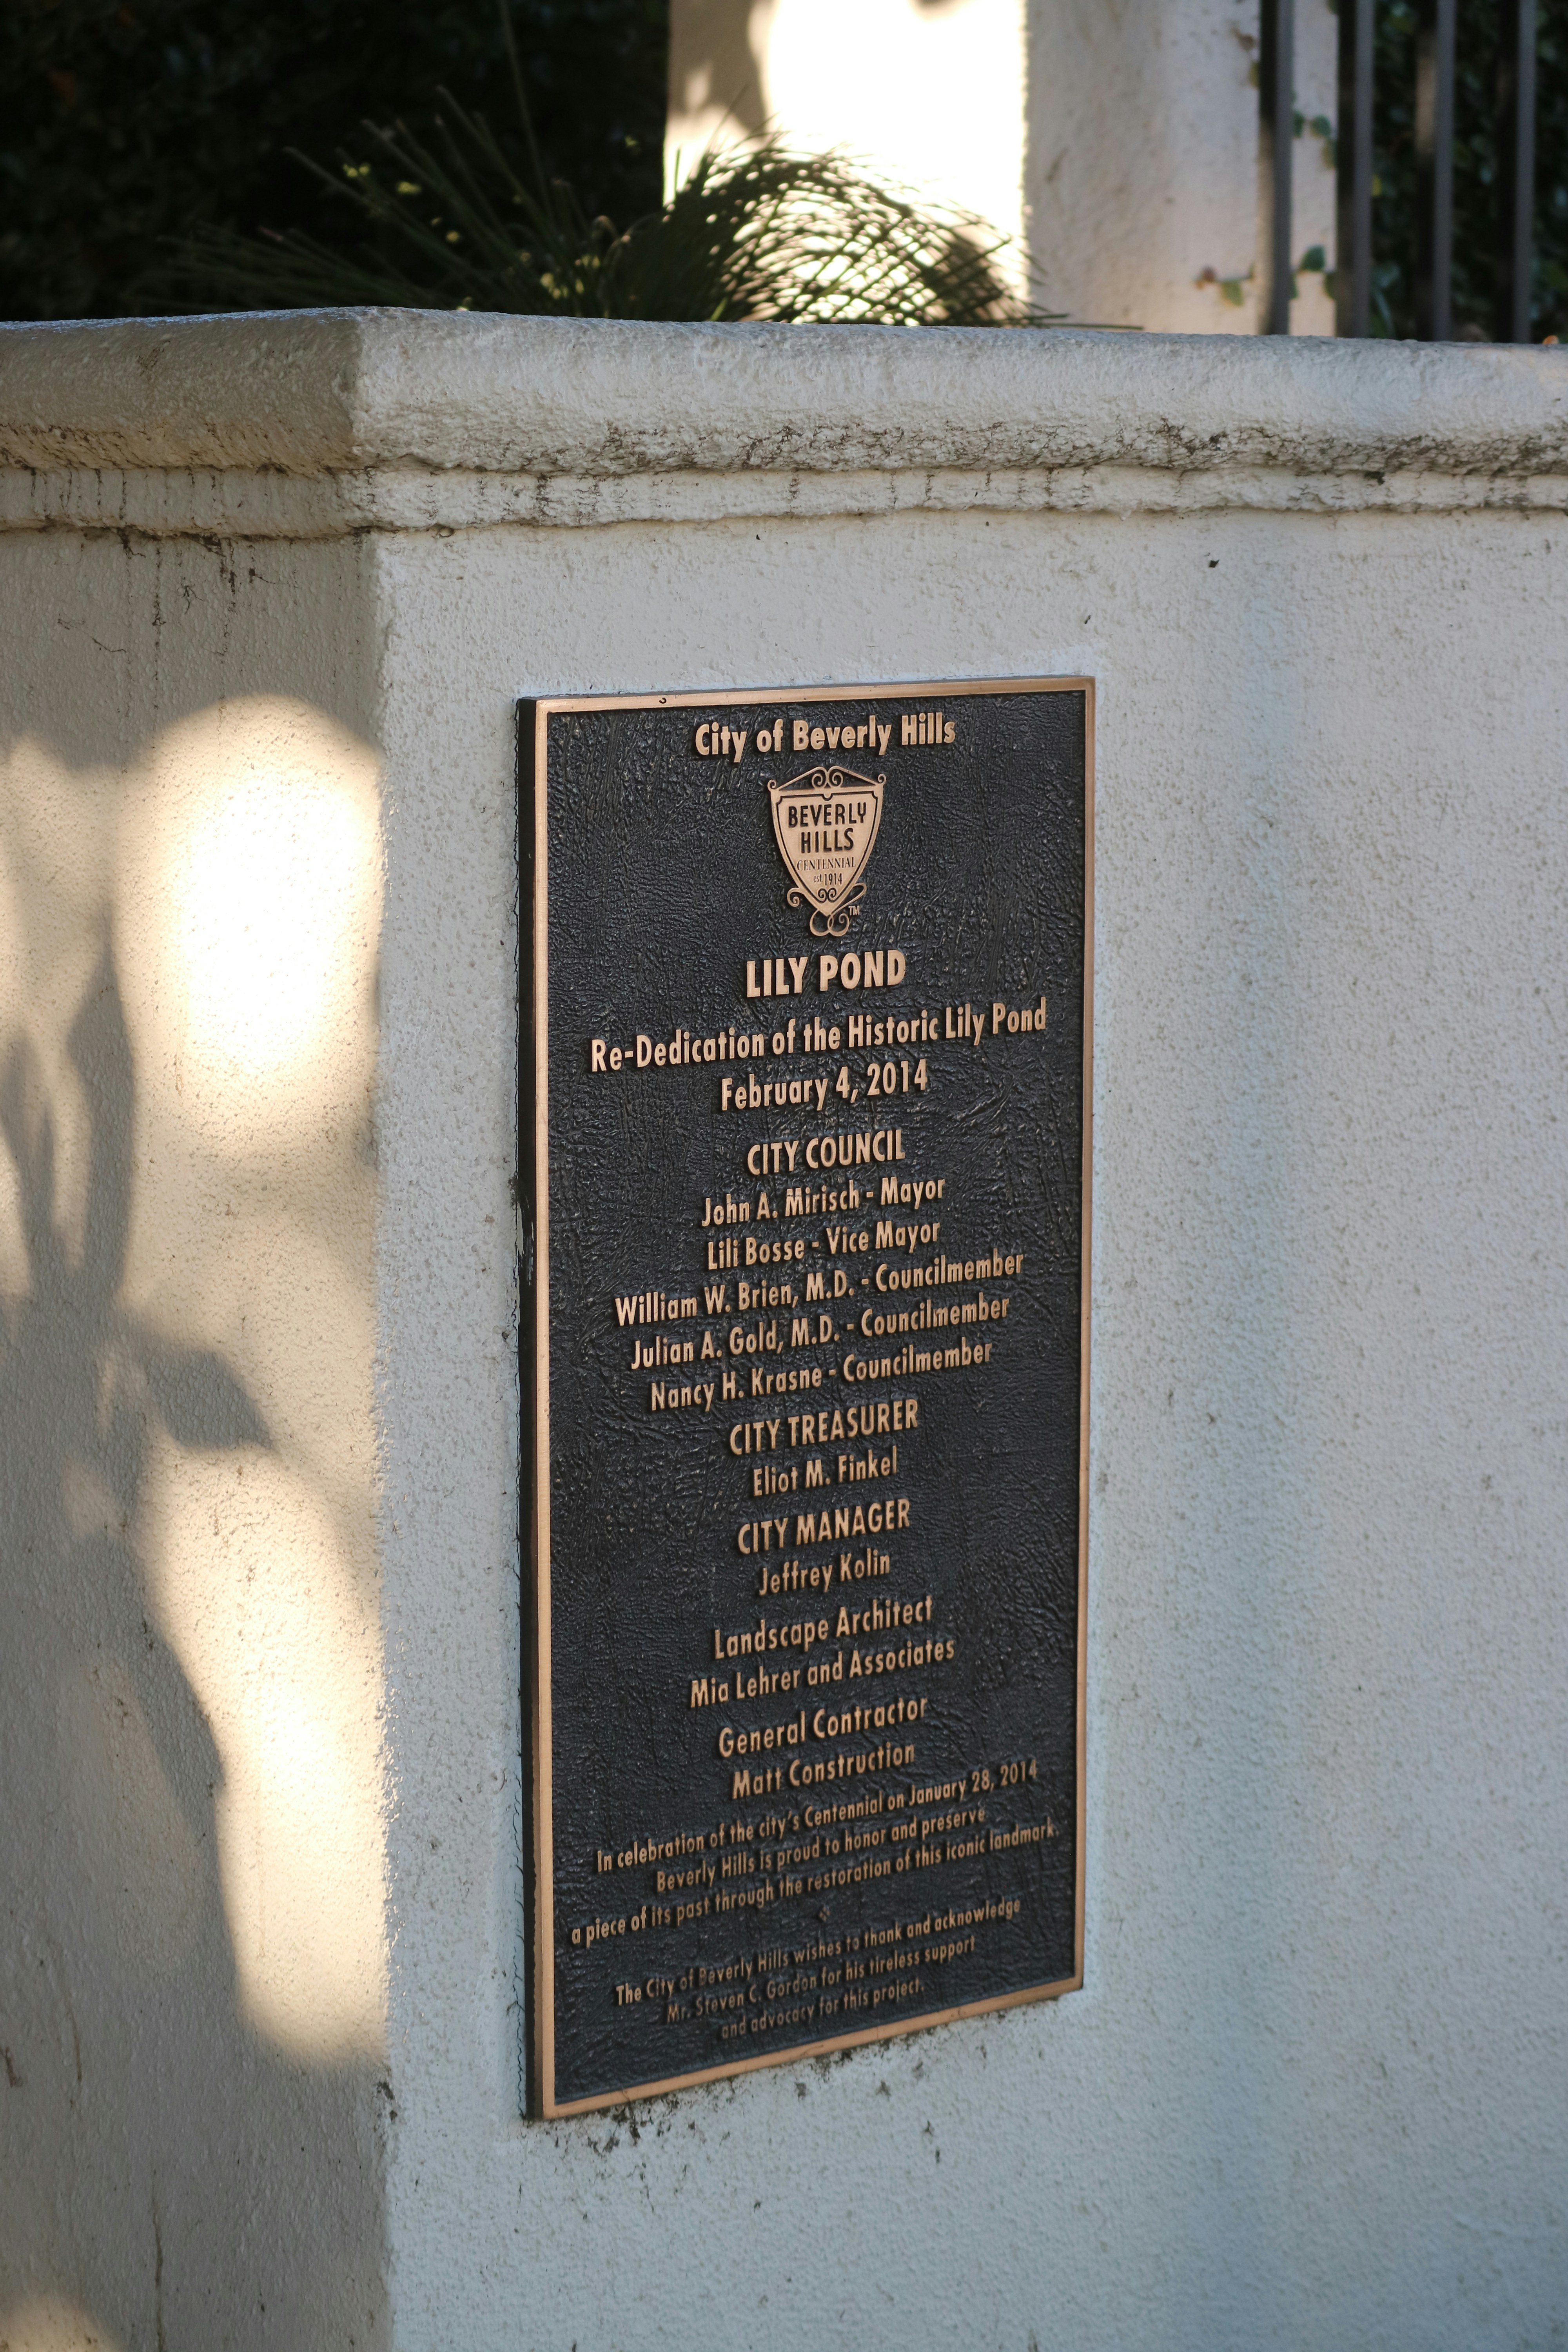 City of Beverly Hills
BEVERLY
HILLS
CENTENNIAL
est 1914
TM
LILY POND
Re-Dedication of the Historic Lily Pond
February 4, 2014
CITY COUNCIL
John A. Mirisch - Mayor
Lili Bosse - Vice Mayor
William W. Brien, M.D. - Councilmember
Julian A. Gold, M.D. - Councilmember
Nancy H. Krasne - Councilmember
CITY TREASURER
Eliot M. Finkel
CITY MANAGER
Jeffrey Kolin
Landscape Architect
Mia Lehrer and Associates
General Contractor
Matt Construction
In celebration of the city's Centennial on January 28, 2014
Beverly Hills is proud to honor and preserve
a piece of its past through the restoration of this iconic landmark.
The City of Beverly Hills wishes to thank and acknowledge
Mr. Steven C. Gordon for his tireless support
and advocacy for this project.